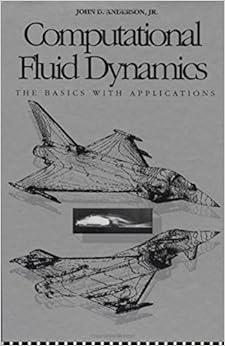 JOHN D. ANDERSON, JR.
Computational
Fluid Dynamics
THE BASICS WITH APPLICATIONS